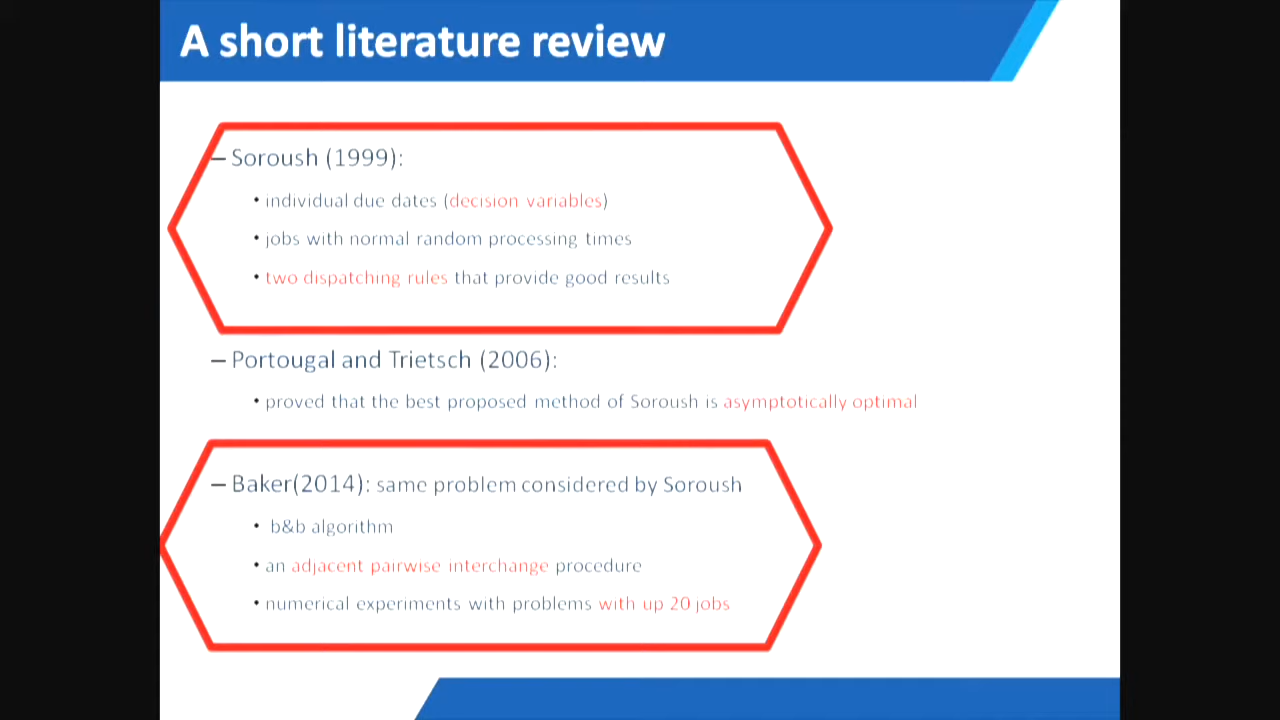 A short literature review
– Soroush (1999):
• individual due dates (decision variables)
• jobs with normal random processing times
• two dispatching rules that provide good results
– Portougal and Trietsch (2006):
• proved that the best proposed method of Soroush is asymptotically optimal
– Baker(2014): same problem considered by Soroush
• b&b algorithm
• an adjacent pairwise interchange procedure
• numerical experiments with problems with up 20 jobs